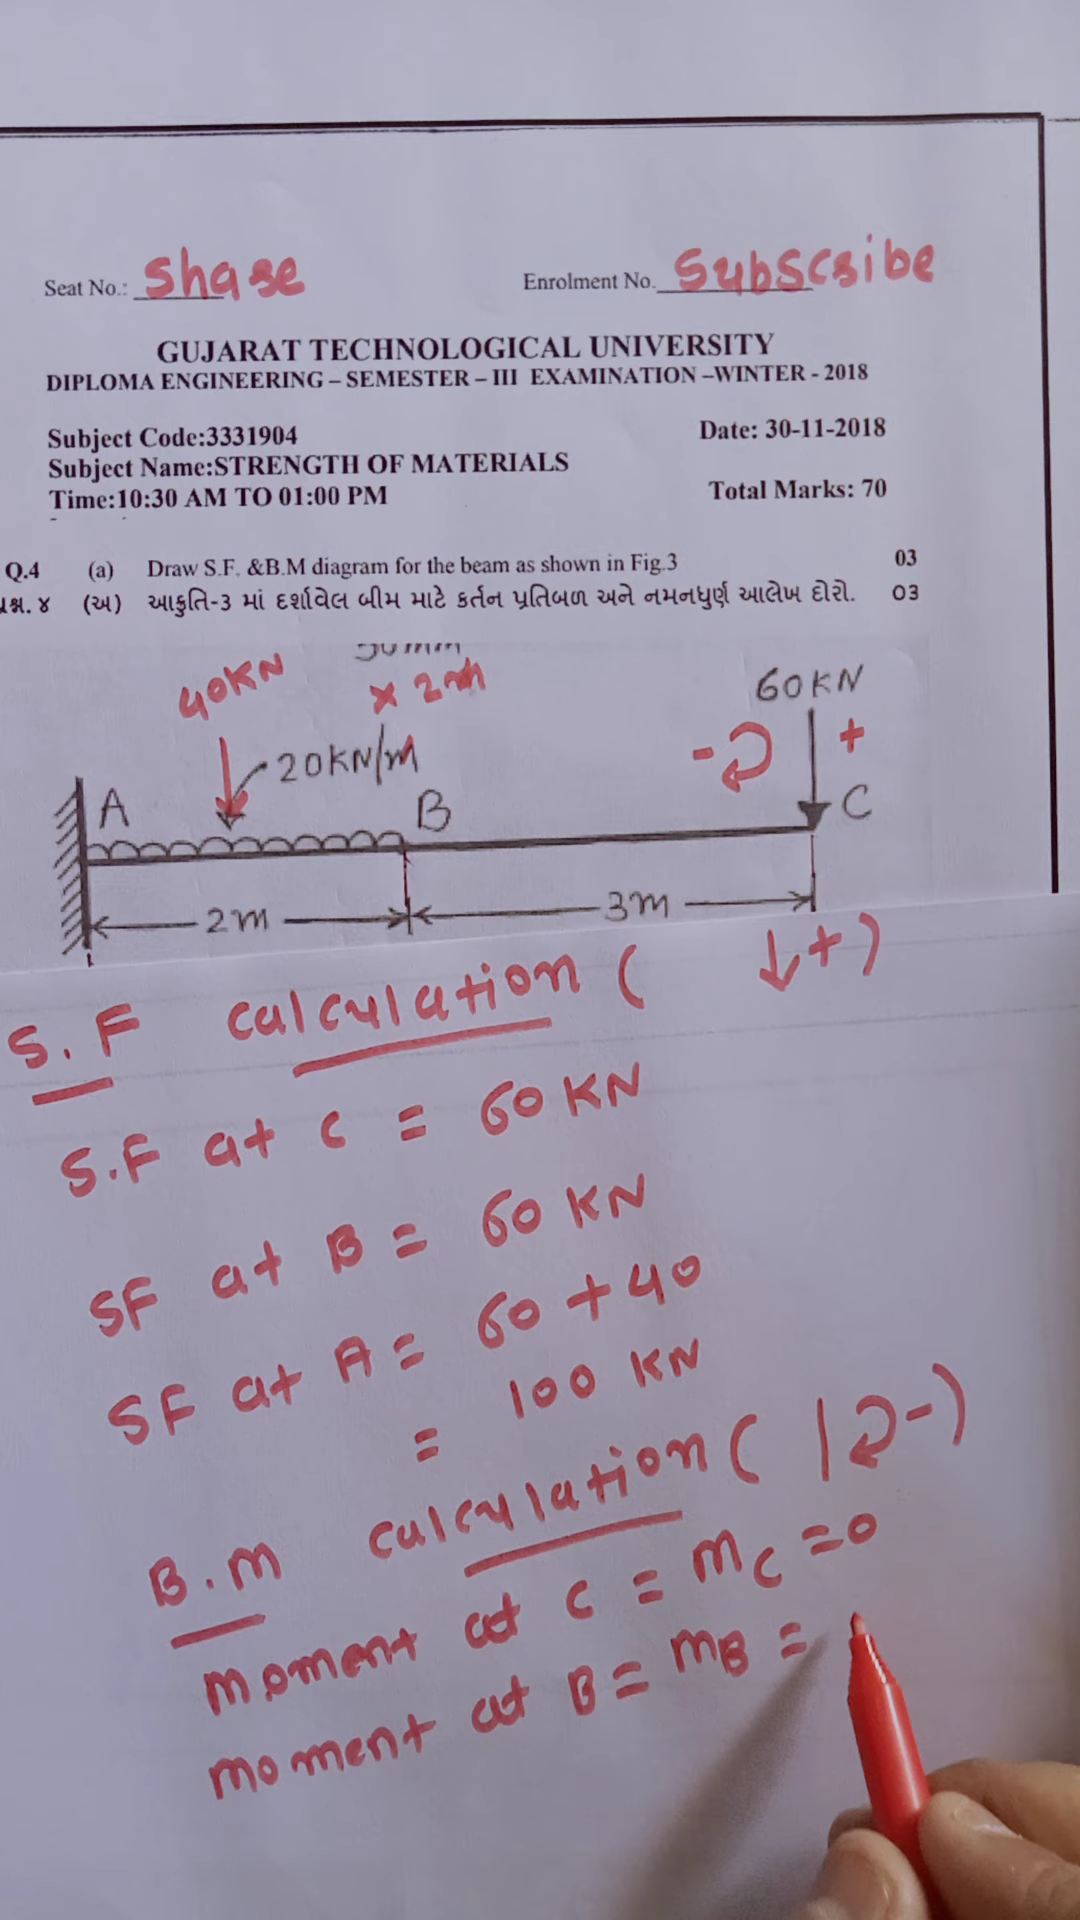 Seat No.: Shase
Enrolment No. Subscsibe
GUJARAT TECHNOLOGICAL UNIVERSITY
DIPLOMA ENGINEERING – SEMESTER – III EXAMINATION –WINTER - 2018
Subject Code:3331904 Date: 30-11-2018
Subject Name:STRENGTH OF MATERIALS
Time:10:30 AM TO 01:00 PM Total Marks: 70
Q.4 (a) Draw S.F. &B.M diagram for the beam as shown in Fig.3 03
પ્રશ્ન. ૪ (અ) આકૃતિ-3 માં દર્શાવેલ બીમ માટે કર્તન પ્રતિબળ અને નમનઘુર્ણ આલેખ દોરો. ૦૩
40KN × 2m 60KN
20KN/m - +
A B C
2m 3m
S.F calculation ( ↓+)
S.F at C = 60 KN
SF at B = 60 KN
SF at A = 60 + 40
= 100 KN
B.M calculation ( | -)
moment at C = MC = 0
moment at B = MB =